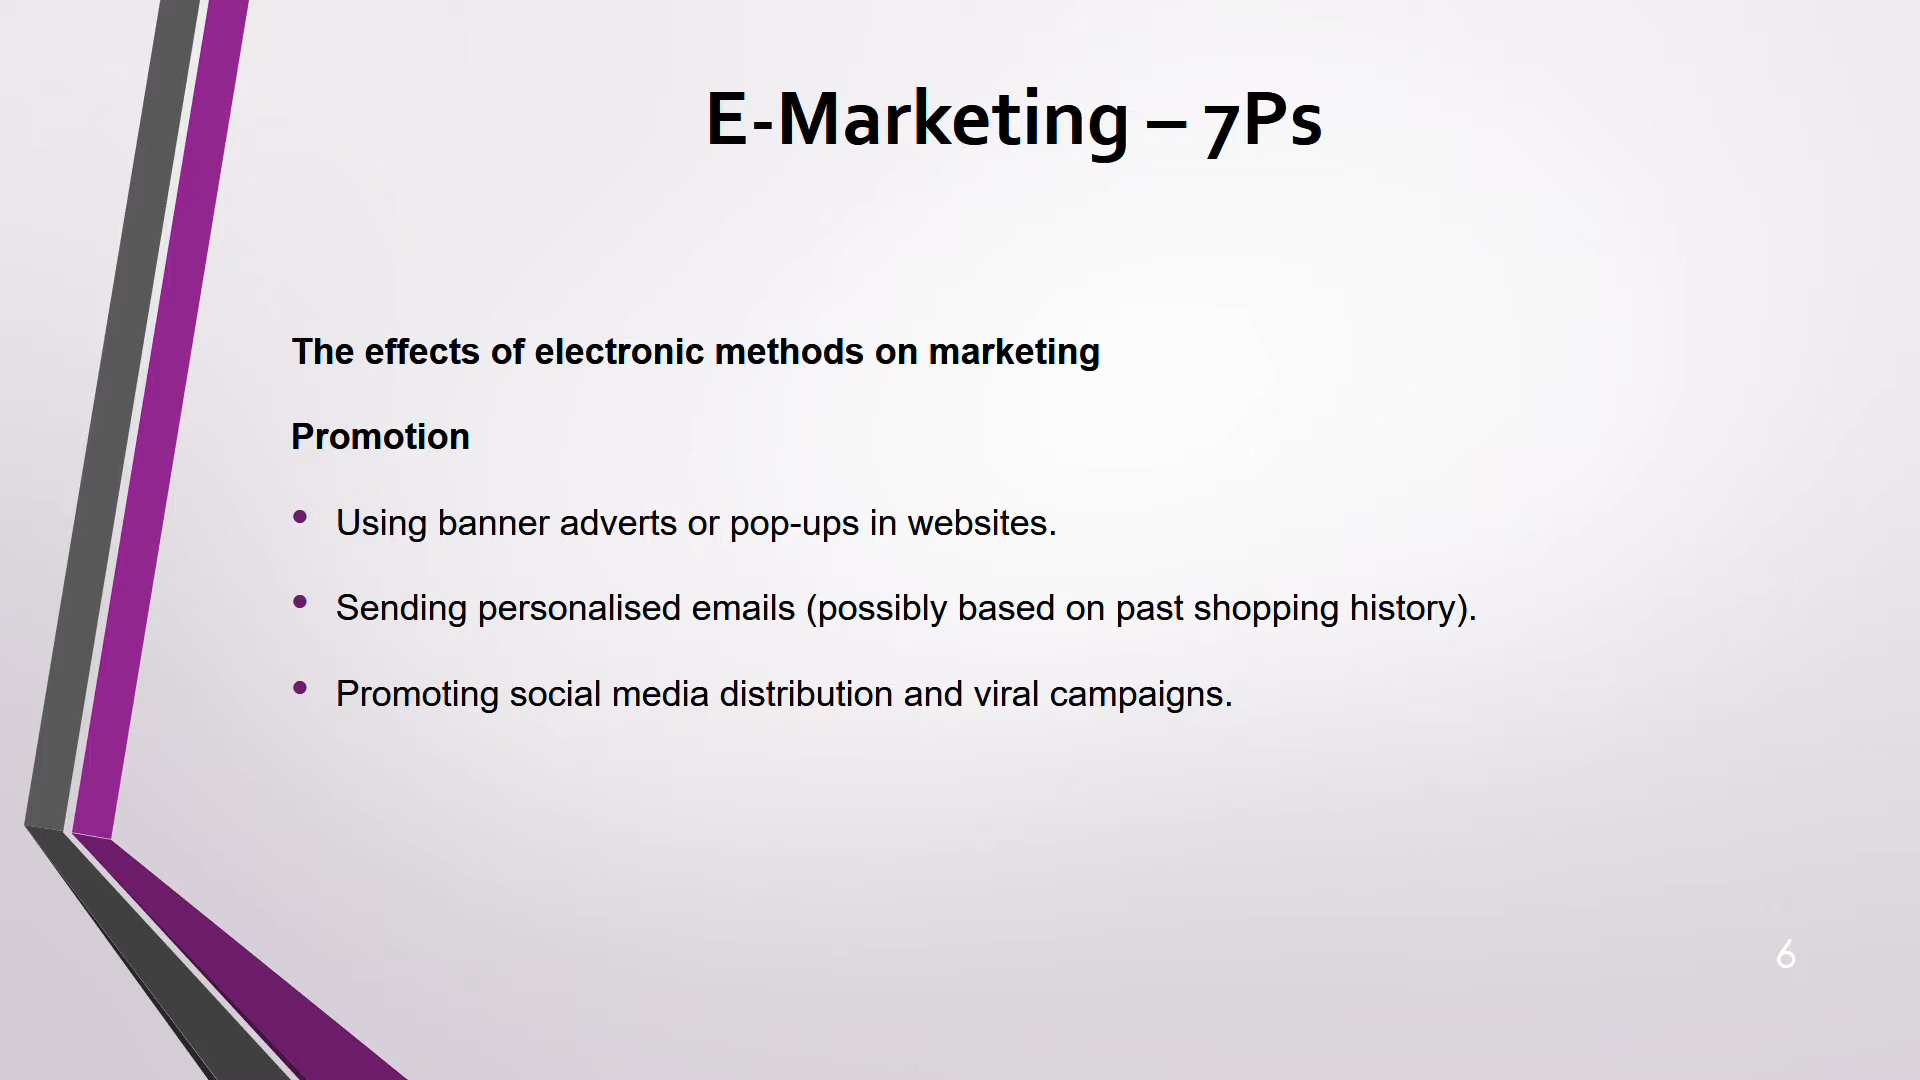 E-Marketing – 7Ps
The effects of electronic methods on marketing
Promotion
• Using banner adverts or pop-ups in websites.
• Sending personalised emails (possibly based on past shopping history).
• Promoting social media distribution and viral campaigns.
6